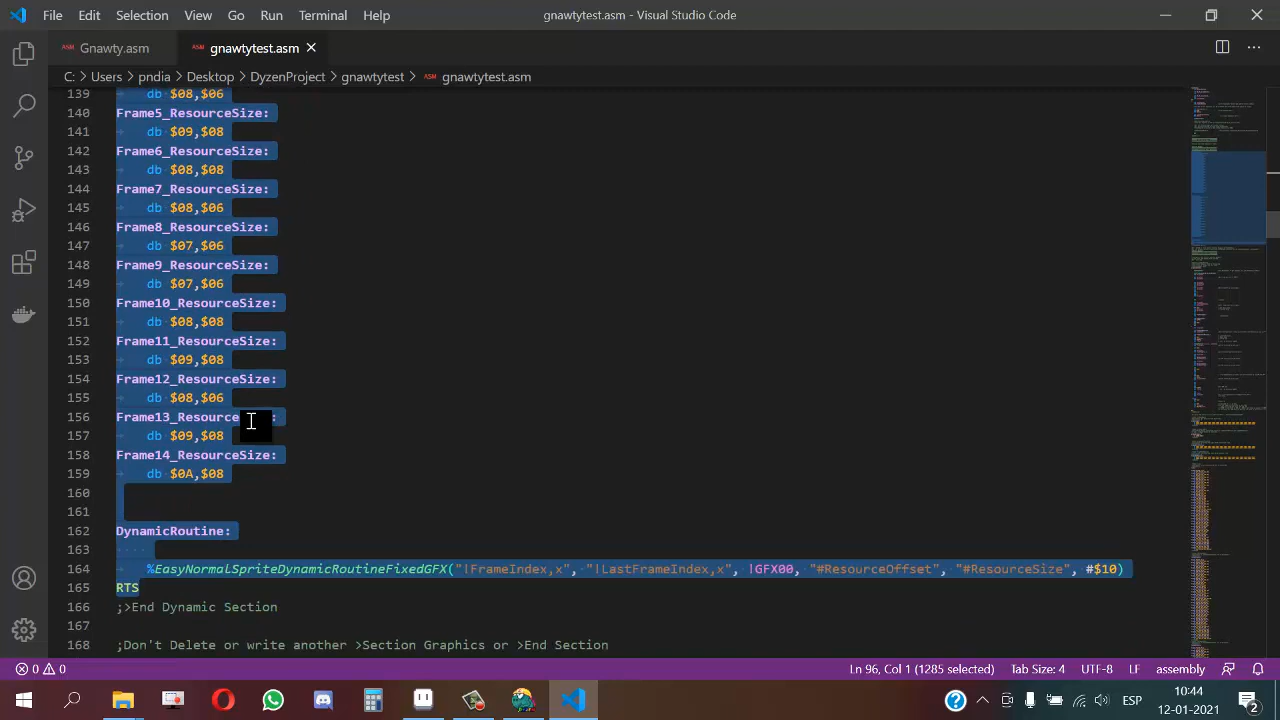 File Edit Selection View Go Run Terminal Help gnawtytest.asm - Visual Studio Code
ASM Gnawty.asm ASM gnawtytest.asm
C: > Users > pndia > Desktop > DyzenProject > gnawtytest > ASM gnawtytest.asm
139 db $08,$06
140 Frame5_ResourceSize:
141 db $09,$08
142 Frame6_ResourceSize:
143 db $08,$08
144 Frame7_ResourceSize:
145 db $08,$06
146 Frame8_ResourceSize:
147 db $07,$06
148 Frame9_ResourceSize:
149 db $07,$06
150 Frame10_ResourceSize:
151 db $08,$08
152 Frame11_ResourceSize:
153 db $09,$08
154 Frame12_ResourceSize:
155 db $08,$06
156 Frame13_Resource
157 db $09,$08
158 Frame14_ResourceSize:
159 db $0A,$08
160
161
162 DynamicRoutine:
163
164 %EasyNormalSpriteDynamicRoutineFixedGFX("!FrameIndex,x", "!LastFrameIndex,x", !GFX00, "#ResourceOffset", "#ResourceSize", #$10)
165 RTS
166 ;>End Dynamic Section
167
168 ;Don't Delete or write another >Section Graphics or >End Section
0 0 Ln 96, Col 1 Tab Size: 4 UTF-8 LF assembly
ESP 10:44
12-01-2021 2